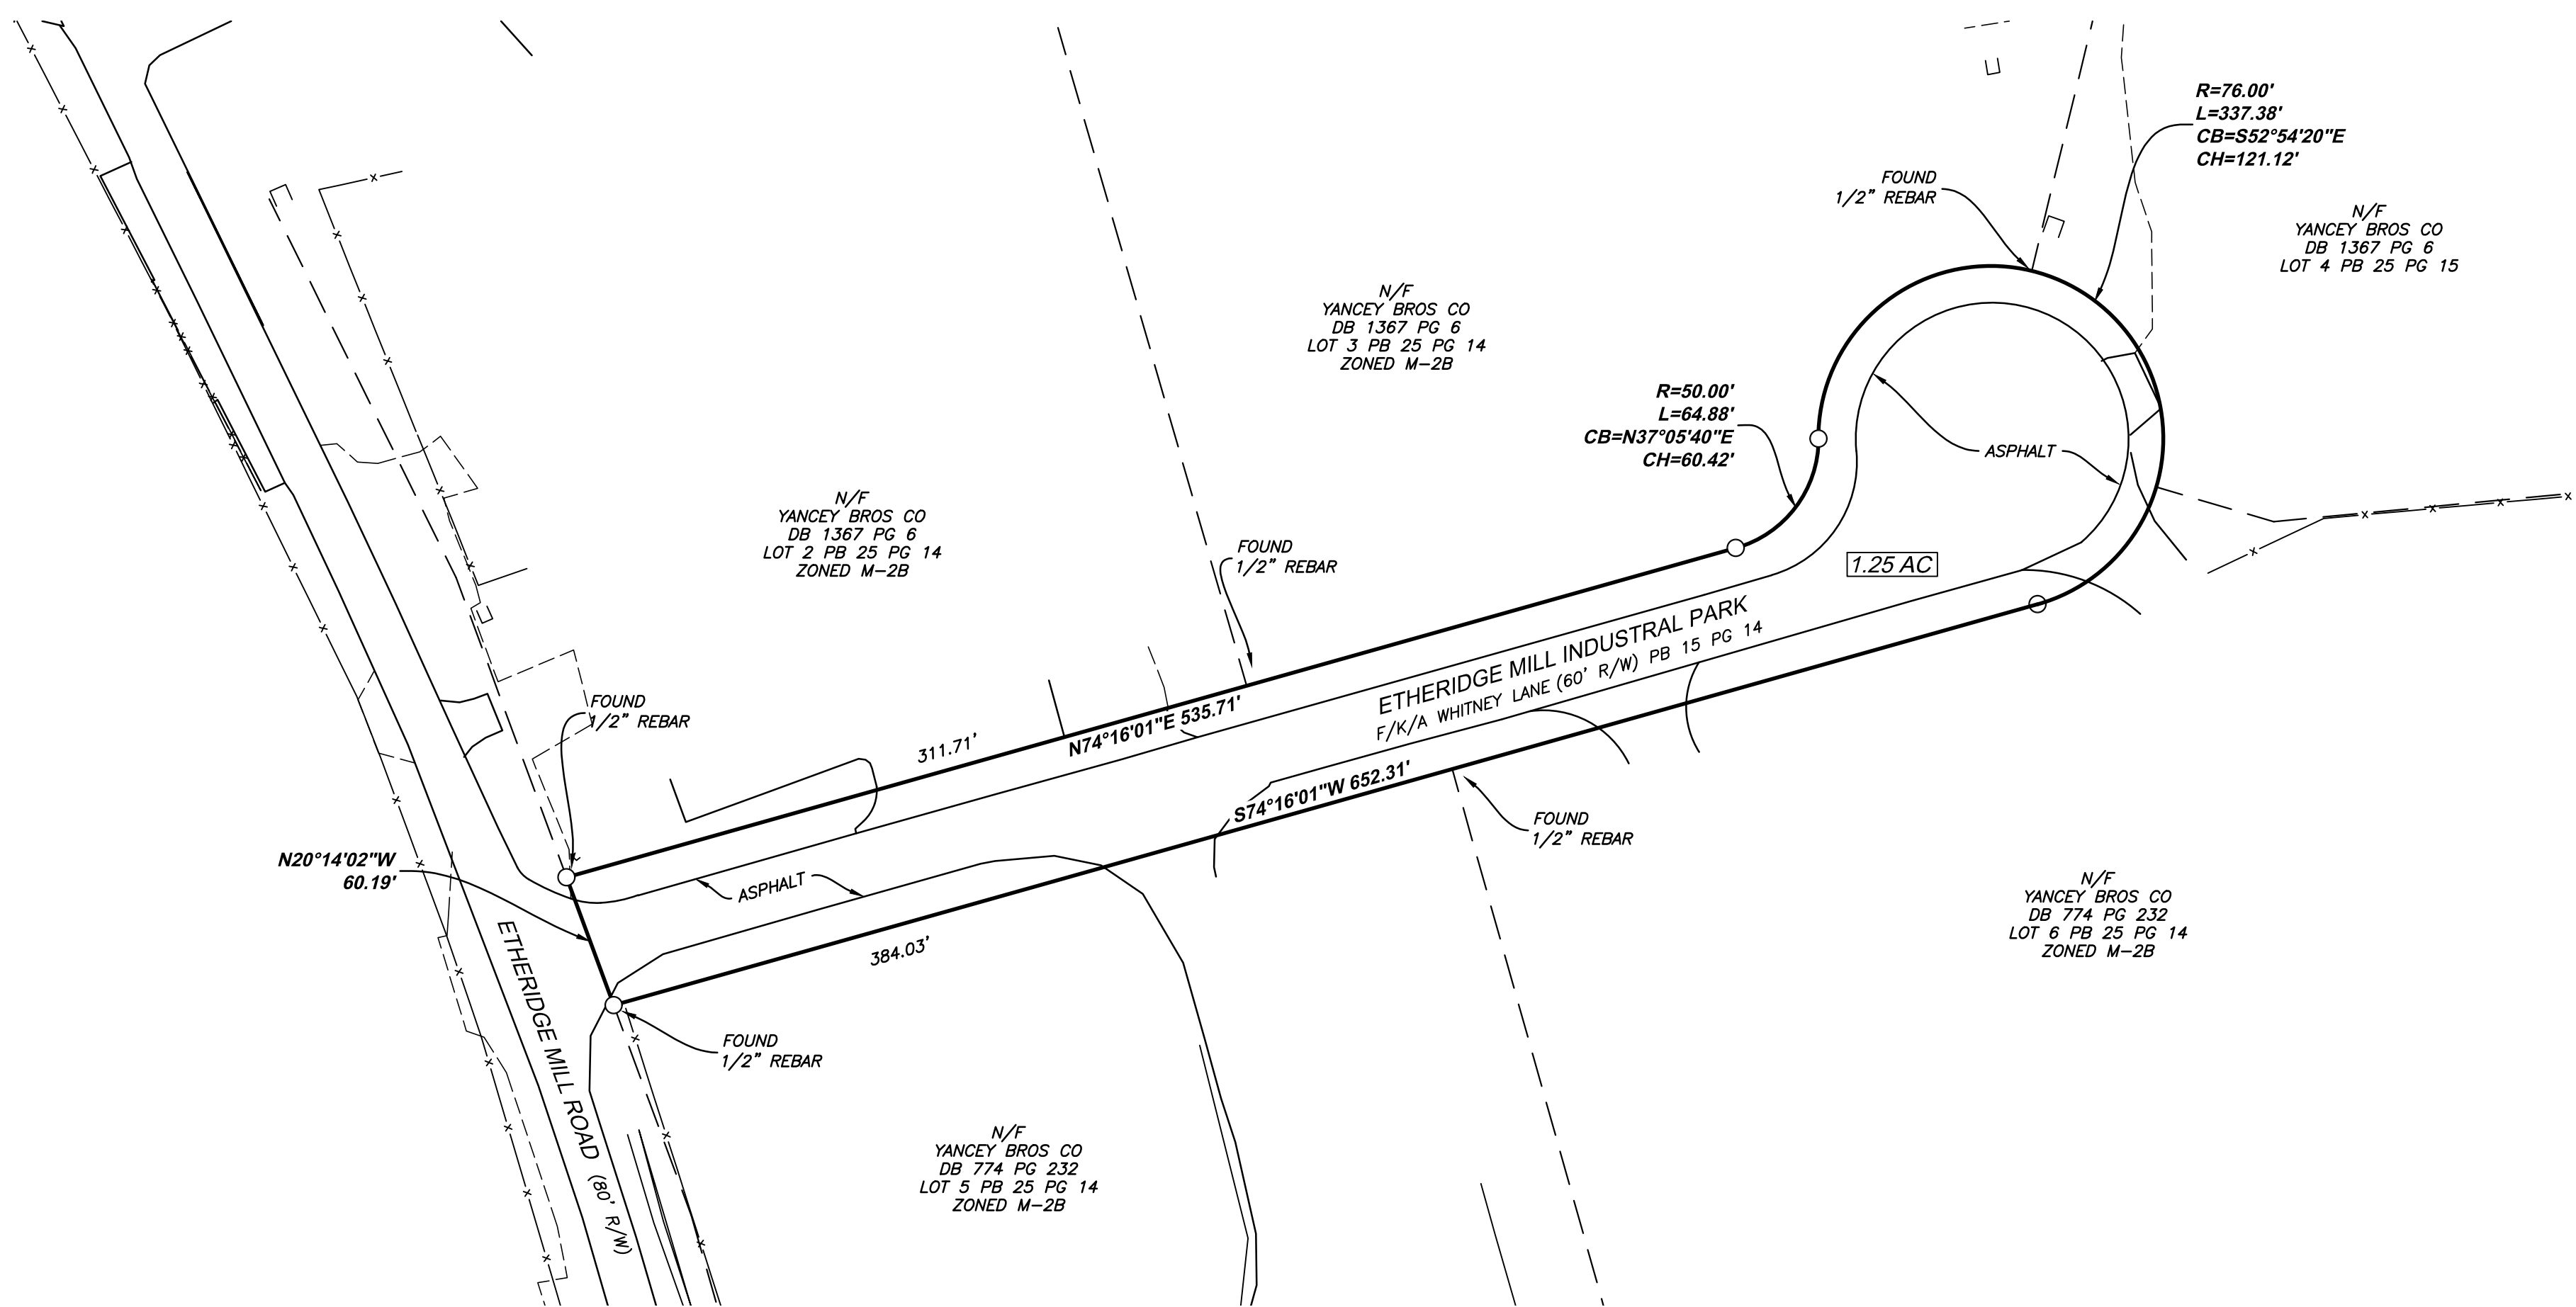 R=76.00'
L=337.38'
CB=S52°54'20"E
CH=121.12'
FOUND
1/2" REBAR
N/F
YANCEY BROS CO
DB 1367 PG 6
LOT 4 PB 25 PG 15
N/F
YANCEY BROS CO
DB 1367 PG 6
LOT 3 PB 25 PG 14
ZONED M-2B
R=50.00'
L=64.88'
CB=N37°05'40"E
CH=60.42'
ASPHALT
N/F
YANCEY BROS CO
DB 1367 PG 6
LOT 2 PB 25 PG 14
ZONED M-2B
FOUND
1/2" REBAR
1.25 AC
ETHERIDGE MILL INDUSTRAL PARK
F/K/A WHITNEY LANE (60' R/W) PB 15 PG 14
FOUND
1/2" REBAR
311.71'
N74°16'01"E 535.71'
S74°16'01"W 652.31'
FOUND
1/2" REBAR
N20°14'02"W
60.19'
ASPHALT
384.03'
N/F
YANCEY BROS CO
DB 774 PG 232
LOT 6 PB 25 PG 14
ZONED M-2B
ETHERIDGE MILL ROAD (80' R/W)
FOUND
1/2" REBAR
N/F
YANCEY BROS CO
DB 774 PG 232
LOT 5 PB 25 PG 14
ZONED M-2B